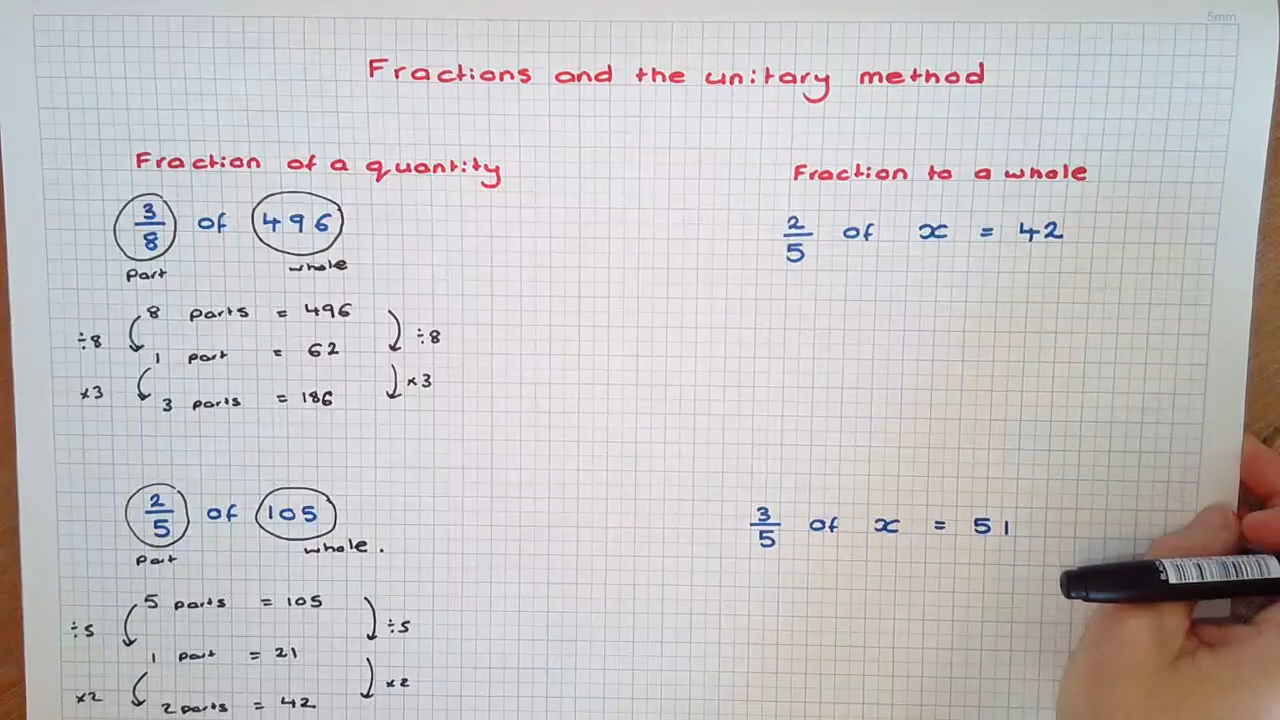 5mm
Fractions and the unitary method
Fraction of a quantity
3/8 of 496
part whole
8 parts = 496
÷8 ÷8
1 part = 62
×3 ×3
3 parts = 186
2/5 of 105
part whole.
5 parts = 105
÷5 ÷5
1 part = 21
×2 ×2
2 parts = 42
Fraction to a whole
2/5 of x = 42
3/5 of x = 51